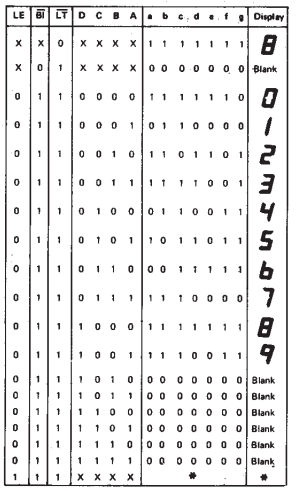 LE BI LT D C B A a b c d e f g Display
X X 0 X X X X 1 1 1 1 1 1 1 8
X 0 1 X X X X 0 0 0 0 0 0 0 Blank
0 1 1 0 0 0 0 1 1 1 1 1 1 0 0
0 1 1 0 0 0 1 0 1 1 0 0 0 0 1
0 1 1 0 0 1 0 1 1 0 1 1 0 1 2
0 1 1 0 0 1 1 1 1 1 1 0 0 1 3
0 1 1 0 1 0 0 0 1 1 0 0 1 1 4
0 1 1 0 1 0 1 1 0 1 1 0 1 1 5
0 1 1 0 1 1 0 0 0 1 1 1 1 1 6
0 1 1 0 1 1 1 1 1 1 0 0 0 0 7
0 1 1 1 0 0 0 1 1 1 1 1 1 1 8
0 1 1 1 0 0 1 1 1 1 0 0 1 1 9
0 1 1 1 0 1 0 0 0 0 0 0 0 0 Blank
0 1 1 1 0 1 1 0 0 0 0 0 0 0 Blank
0 1 1 1 1 0 0 0 0 0 0 0 0 0 Blank
0 1 1 1 1 0 1 0 0 0 0 0 0 0 Blank
0 1 1 1 1 1 0 0 0 0 0 0 0 0 Blank
0 1 1 1 1 1 1 0 0 0 0 0 0 0 Blank
1 1 1 X X X X * *